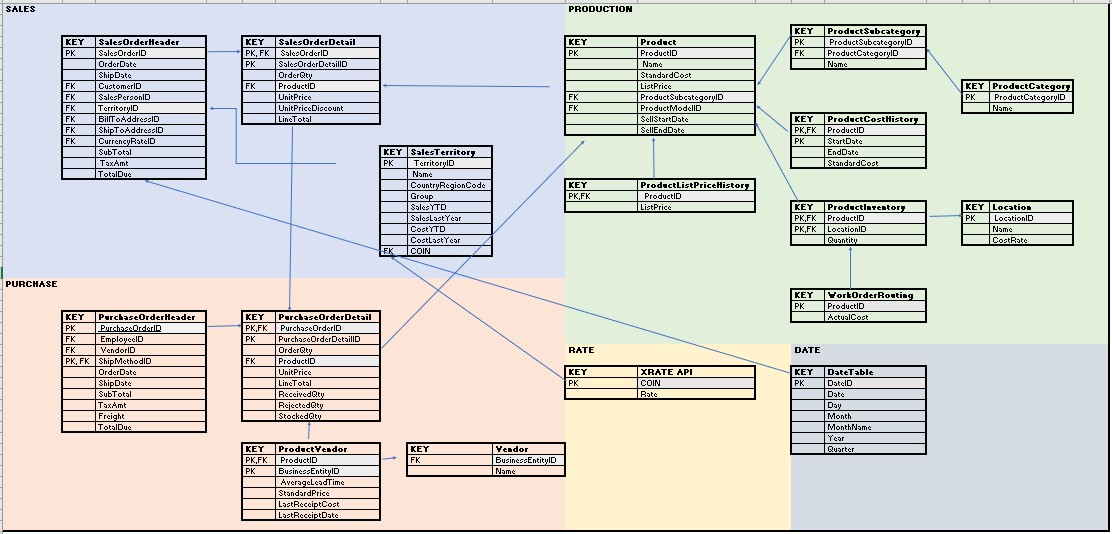 SALES
KEY SalesOrderHeader
PK SalesOrderID
OrderDate
ShipDate
FK CustomerID
FK SalesPersonID
FK TerritoryID
FK BillToAddressID
FK ShipToAddressID
FK CurrencyRateID
SubTotal
TaxAmt
TotalDue
KEY SalesOrderDetail
PK, FK SalesOrderID
PK SalesOrderDetailID
OrderQty
FK ProductID
UnitPrice
UnitPriceDiscount
LineTotal
KEY SalesTerritory
PK TerritoryID
Name
CountryRegionCode
Group
SalesYTD
SalesLastYear
CostYTD
CostLastYear
FK COIN
PRODUCTION
KEY Product
PK ProductID
Name
StandardCost
ListPrice
FK ProductSubcategoryID
FK ProductModelID
SellStartDate
SellEndDate
KEY ProductSubcategory
PK ProductSubcategoryID
FK ProductCategoryID
Name
KEY ProductCategory
PK ProductCategoryID
Name
KEY ProductCostHistory
PK,FK ProductID
PK StartDate
EndDate
StandardCost
KEY ProductListPriceHistory
PK,FK ProductID
ListPrice
KEY ProductInventory
PK,FK ProductID
PK,FK LocationID
Quantity
KEY Location
PK LocationID
Name
CostRate
KEY WorkOrderRouting
PK ProductID
ActualCost
PURCHASE
KEY PurchaseOrderHeader
PK PurchaseOrderID
FK EmployeeID
FK VendorID
PK, FK ShipMethodID
OrderDate
ShipDate
SubTotal
TaxAmt
Freight
TotalDue
KEY PurchaseOrderDetail
PK,FK PurchaseOrderID
PK PurchaseOrderDetailID
OrderQty
FK ProductID
UnitPrice
LineTotal
ReceivedQty
RejectedQty
StockedQty
KEY ProductVendor
PK,FK ProductID
PK BusinessEntityID
AverageLeadTime
StandardPrice
LastReceiptCost
LastReceiptDate
KEY Vendor
FK BusinessEntityID
Name
RATE
KEY XRATE API
PK COIN
Rate
DATE
KEY DateTable
PK DateID
Date
Day
Month
MonthName
Year
Quarter